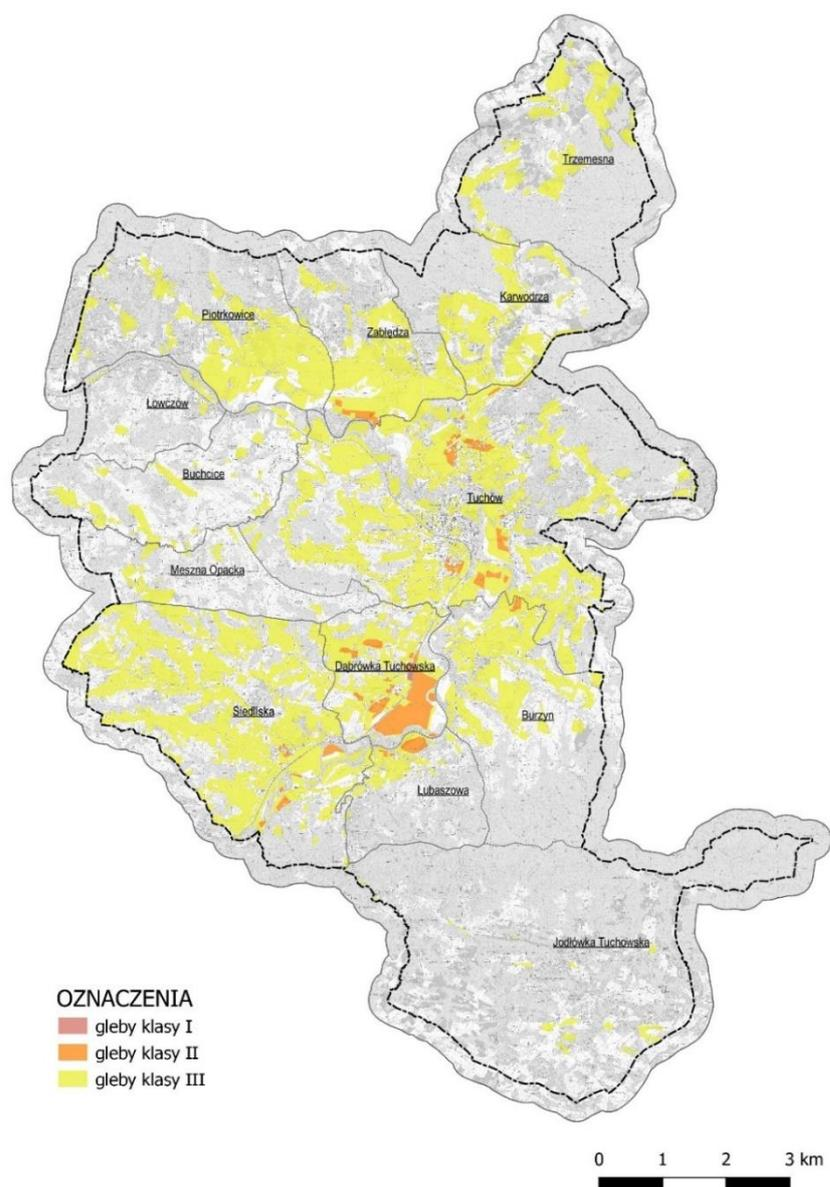 Trzemesna
Karwodrza
Piotrkowice
Zabłędza
Łowczów
Buchcice
Tuchów
Meszna Opacka
Dąbrówka Tuchowska
Siedliska
Burzyn
Lubaszowa
Jodłówka Tuchowska
OZNACZENIA
gleby klasy I
gleby klasy II
gleby klasy III
0 1 2 3 km